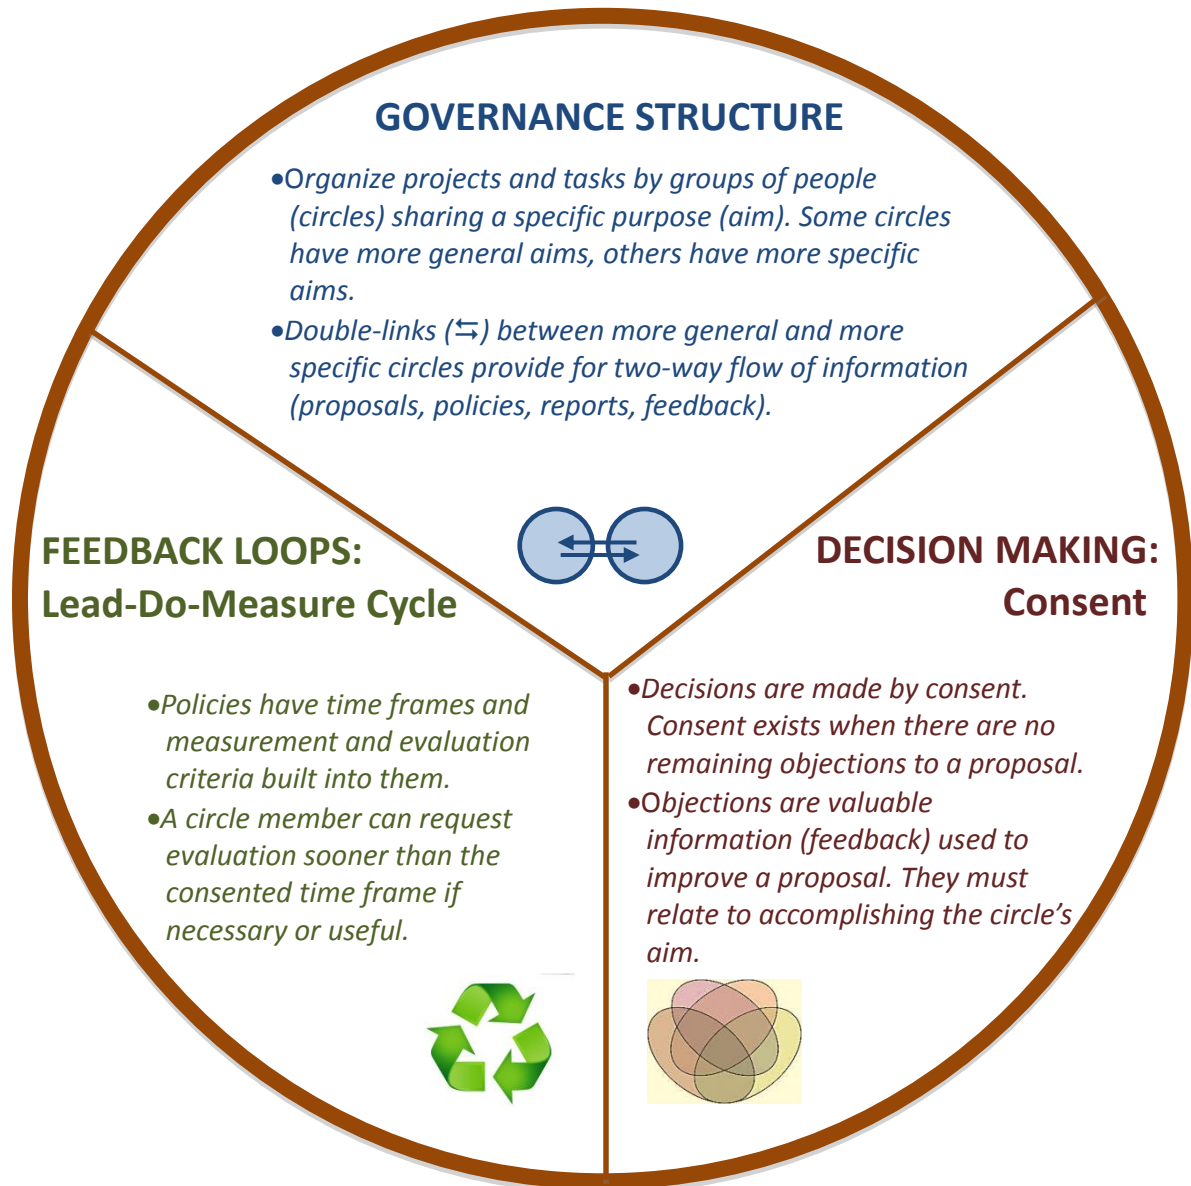 GOVERNANCE STRUCTURE
•Organize projects and tasks by groups of people
(circles) sharing a specific purpose (aim). Some circles
have more general aims, others have more specific
aims.
•Double-links (⇆) between more general and more
specific circles provide for two-way flow of information
(proposals, policies, reports, feedback).
FEEDBACK LOOPS:
Lead-Do-Measure Cycle
•Policies have time frames and
measurement and evaluation
criteria built into them.
•A circle member can request
evaluation sooner than the
consented time frame if
necessary or useful.
DECISION MAKING:
Consent
•Decisions are made by consent.
Consent exists when there are no
remaining objections to a proposal.
•Objections are valuable
information (feedback) used to
improve a proposal. They must
relate to accomplishing the circle’s
aim.